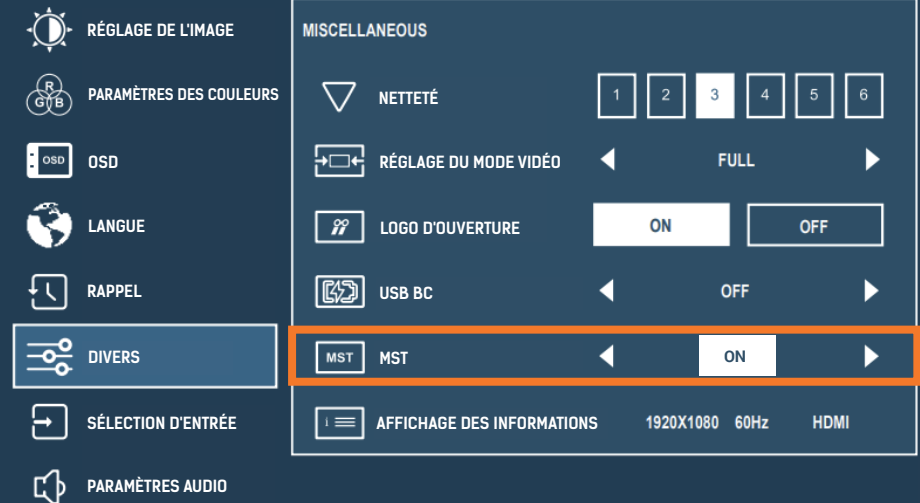 RÉGLAGE DE L'IMAGE
R
G B
PARAMÈTRES DES COULEURS
OSD OSD
LANGUE
RAPPEL
DIVERS
SÉLECTION D'ENTRÉE
PARAMÈTRES AUDIO
MISCELLANEOUS
NETTETÉ 1 2 3 4 5 6
RÉGLAGE DU MODE VIDÉO FULL
LOGO D'OUVERTURE ON OFF
USB BC OFF
MST MST ON
i AFFICHAGE DES INFORMATIONS 1920X1080 60Hz HDMI